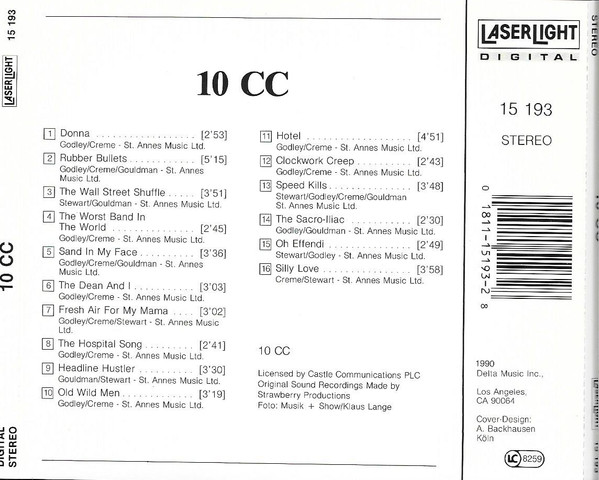 10 CC
1 Donna . . . . . . . . . . . . . . . . . [2'53]
Godley/Creme - St. Annes Music Ltd.
2 Rubber Bullets . . . . . . . . . . . . [5'15]
Godley/Creme/Gouldman - St. Annes
Music Ltd.
3 The Wall Street Shuffle . . . . . [3'51]
Stewart/Gouldman - St. Annes Music Ltd.
4 The Worst Band In
The World . . . . . . . . . . . . . . [2'45]
Godley/Creme - St. Annes Music Ltd.
5 Sand In My Face . . . . . . . . . . [3'36]
Godley/Creme/Gouldman - St. Annes
Music Ltd.
6 The Dean And I . . . . . . . . . . . [3'03]
Godley/Creme - St. Annes Music Ltd.
7 Fresh Air For My Mama . . . . [3'02]
Godley/Creme/Stewart - St. Annes Music
Ltd.
8 The Hospital Song . . . . . . . . . [2'41]
Godley/Creme - St. Annes Music Ltd.
9 Headline Hustler . . . . . . . . . . [3'30]
Gouldman/Stewart - St. Annes Music Ltd.
10 Old Wild Men . . . . . . . . . . . . . [3'19]
Godley/Creme - St. Annes Music Ltd.
11 Hotel . . . . . . . . . . . . . . . . . . [4'51]
Godley/Creme - St. Annes Music Ltd.
12 Clockwork Creep . . . . . . . . . . [2'43]
Godley/Creme - St. Annes Music Ltd.
13 Speed Kills . . . . . . . . . . . . . . [3'48]
Stewart/Godley/Creme/Gouldman
St. Annes Music Ltd.
14 The Sacro-Iliac . . . . . . . . . . . . [2'30]
Godley/Gouldman - St. Annes Music Ltd.
15 Oh Effendi . . . . . . . . . . . . . . . [2'49]
Stewart/Godley - St. Annes Music Ltd.
16 Silly Love . . . . . . . . . . . . . . . . [3'58]
Creme/Stewart - St. Annes Music Ltd.
10 CC
Licensed by Castle Communications PLC
Original Sound Recordings Made by
Strawberry Productions
Foto: Musik + Show/Klaus Lange
LASERLIGHT
DIGITAL
15 193
STEREO
0 1811-15193-2 8
1990
Delta Music Inc.,
Los Angeles,
CA 90064
Cover-Design:
A. Backhausen
Köln
LC 8259
15 193
LASERLIGHT
10 CC
DIGITAL
STEREO
STEREO
10 CC
LASERLIGHT
15 193